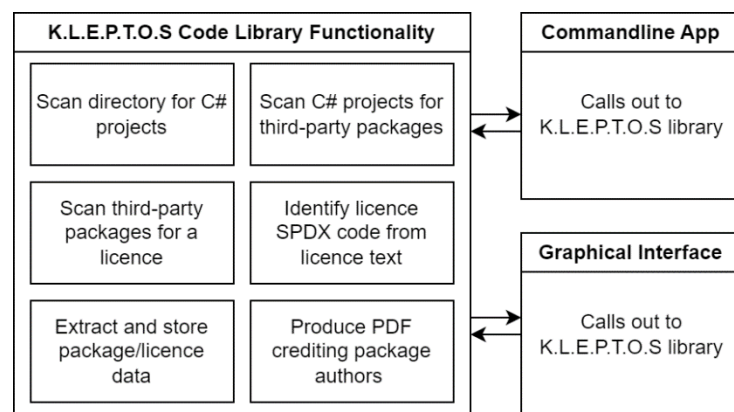 K.L.E.P.T.O.S Code Library Functionality
Scan directory for C#
projects
Scan C# projects for
third-party packages
Scan third-party
packages for a
licence
Identify licence
SPDX code from
licence text
Extract and store
package/licence
data
Produce PDF
crediting package
authors
Commandline App
Calls out to
K.L.E.P.T.O.S library
Graphical Interface
Calls out to
K.L.E.P.T.O.S library